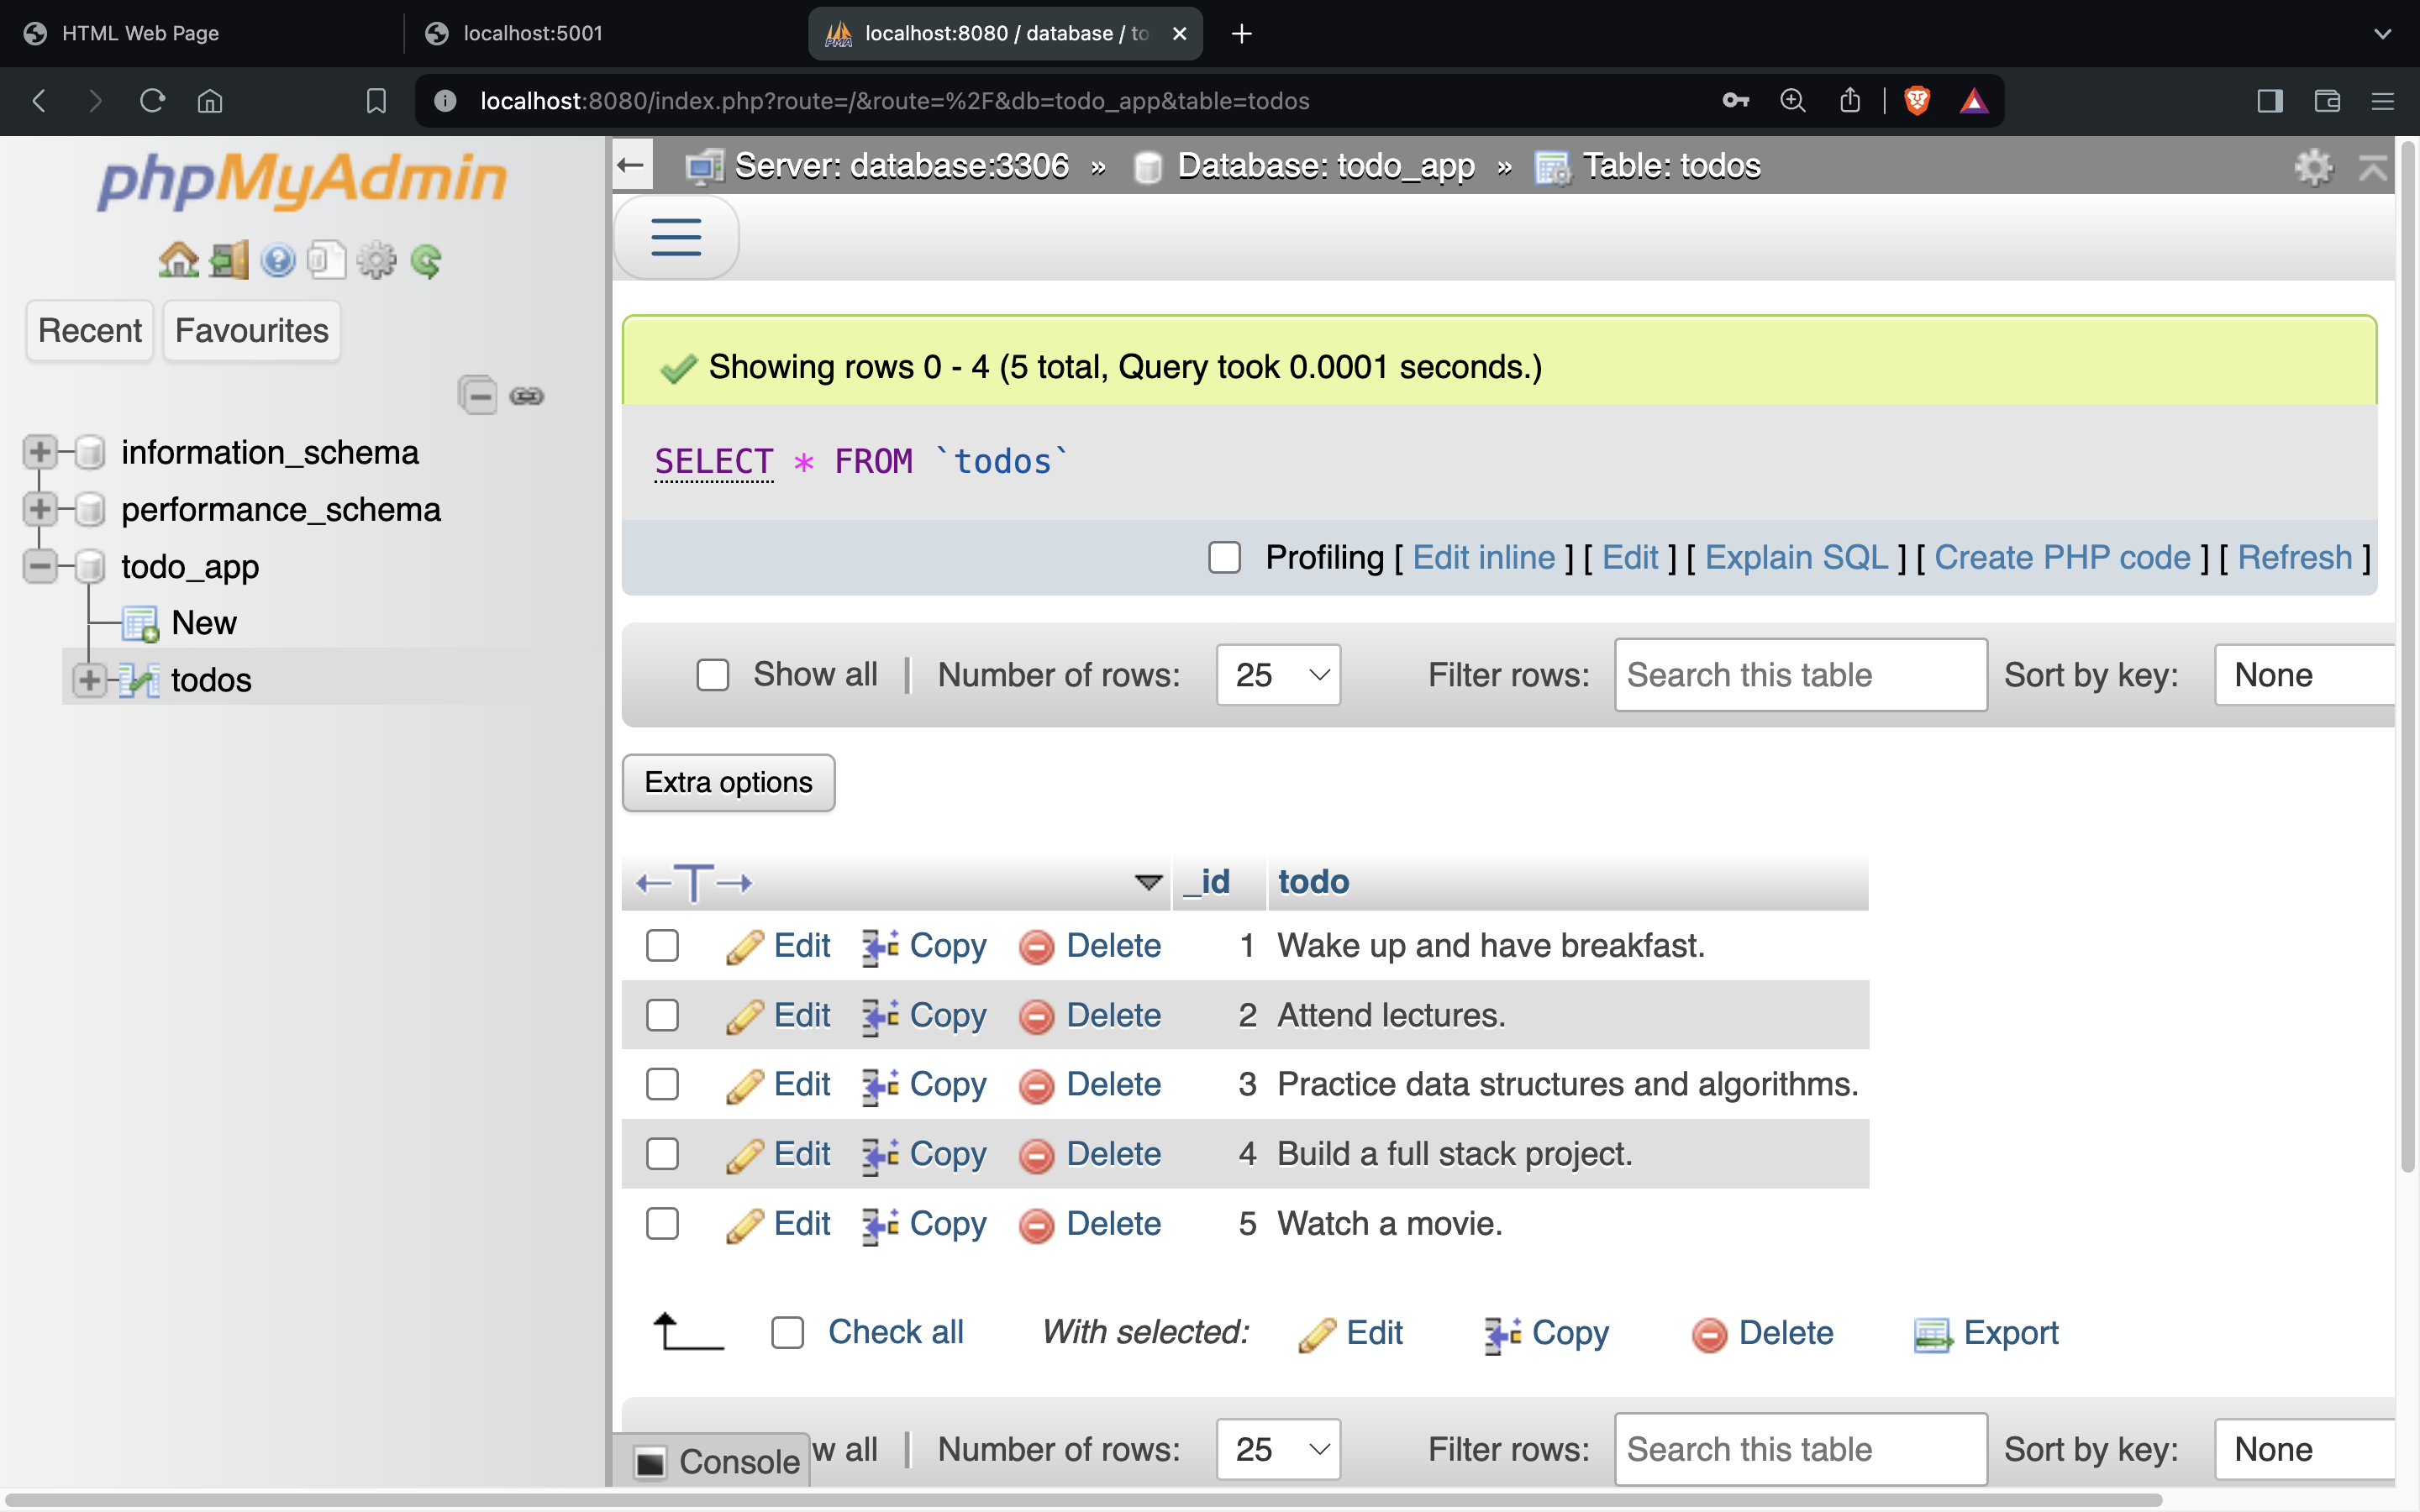 HTML Web Page
localhost:5001
localhost:8080 / database / to
localhost:8080/index.php?route=/&route=%2F&db=todo_app&table=todos
phpMyAdmin
Recent
Favourites
information_schema
performance_schema
todo_app
New
todos
Server: database:3306 » Database: todo_app » Table: todos
Showing rows 0 - 4 (5 total, Query took 0.0001 seconds.)
SELECT * FROM `todos`
Profiling [ Edit inline ] [ Edit ] [ Explain SQL ] [ Create PHP code ] [ Refresh ]
Show all | Number of rows: 25 Filter rows: Search this table Sort by key: None
Extra options
←T→ _id todo
Edit Copy Delete 1 Wake up and have breakfast.
Edit Copy Delete 2 Attend lectures.
Edit Copy Delete 3 Practice data structures and algorithms.
Edit Copy Delete 4 Build a full stack project.
Edit Copy Delete 5 Watch a movie.
Check all With selected: Edit Copy Delete Export
Console w all | Number of rows: 25 Filter rows: Search this table Sort by key: None